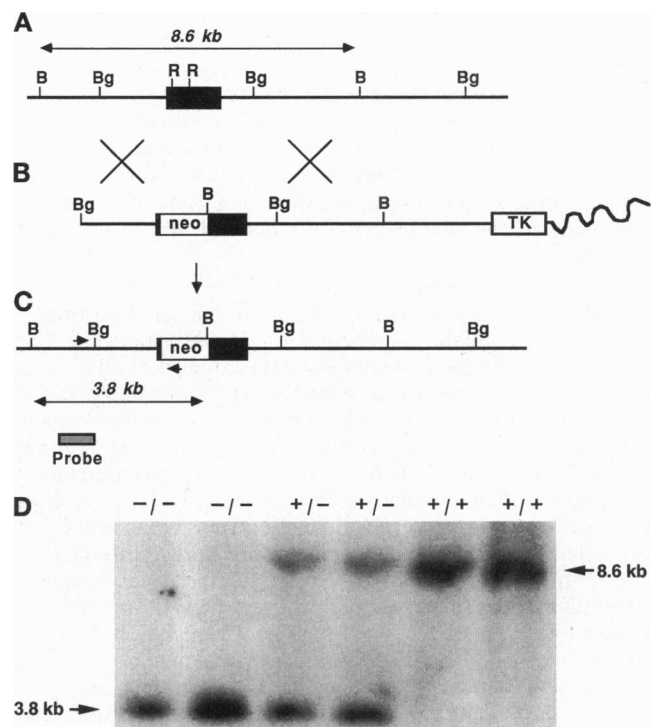 A
8.6 kb
B Bg R R Bg B Bg
B
Bg B Bg B
neo TK
C
B Bg B Bg B Bg
neo
3.8 kb
Probe
D
−/− −/− +/− +/− +/+ +/+
8.6 kb
3.8 kb